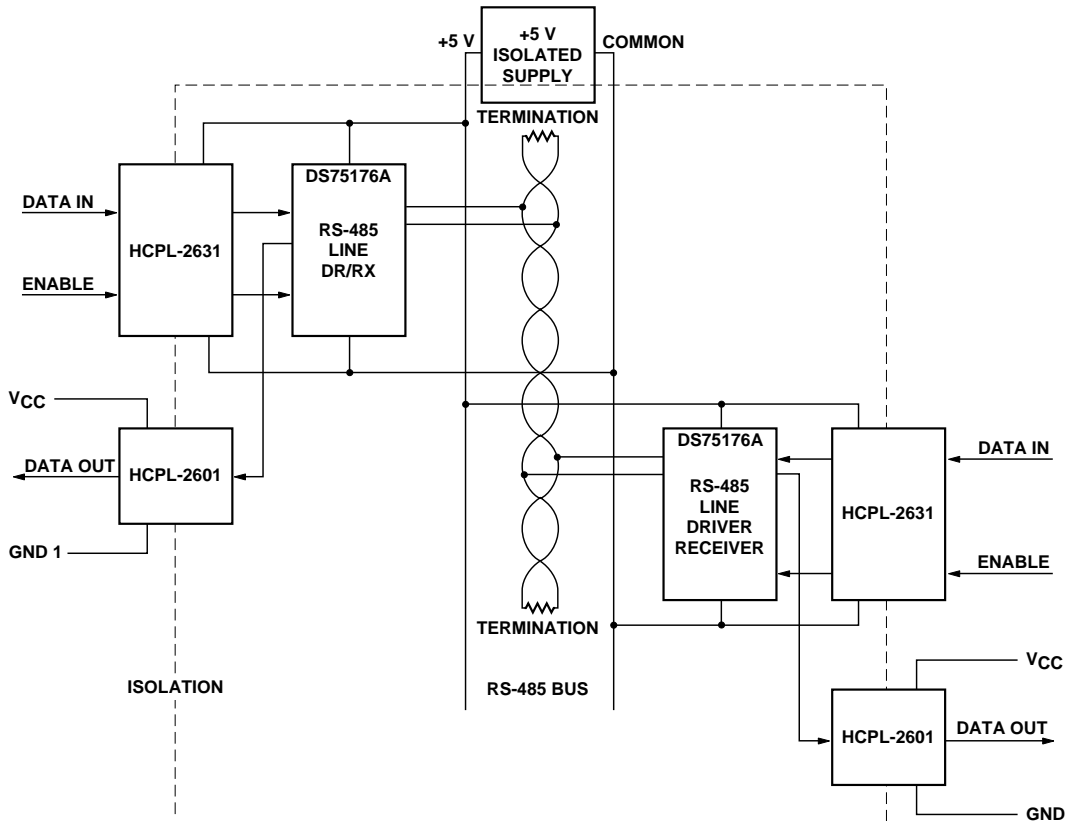 +5 V
+5 V
ISOLATED
SUPPLY
COMMON
TERMINATION
DS75176A
RS-485
LINE
DR/RX
DATA IN
HCPL-2631
ENABLE
VCC
DATA OUT
HCPL-2601
GND 1
DS75176A
RS-485
LINE
DRIVER
RECEIVER
HCPL-2631
DATA IN
ENABLE
TERMINATION
ISOLATION
RS-485 BUS
VCC
HCPL-2601
DATA OUT
GND